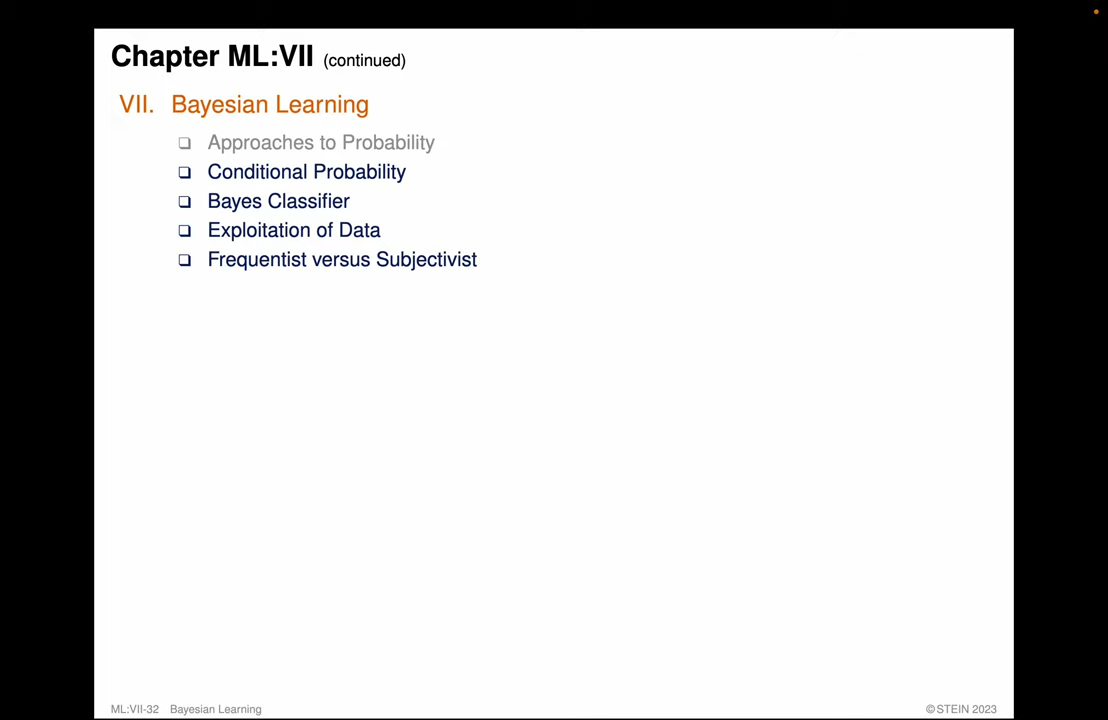 Chapter ML:VII (continued)
VII. Bayesian Learning
❑ Approaches to Probability
❑ Conditional Probability
❑ Bayes Classifier
❑ Exploitation of Data
❑ Frequentist versus Subjectivist
ML:VII-32 Bayesian Learning
© STEIN 2023